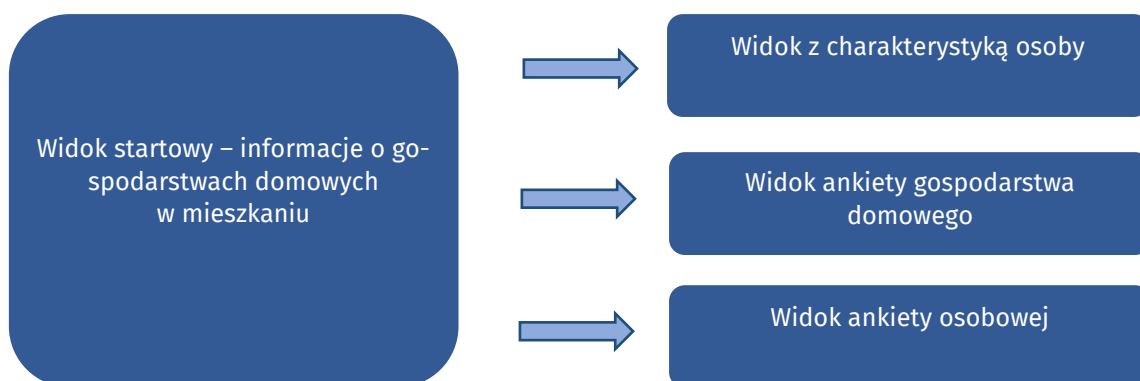 Widok startowy – informacje o go-
spodarstwach domowych
w mieszkaniu
Widok z charakterystyką osoby
Widok ankiety gospodarstwa
domowego
Widok ankiety osobowej